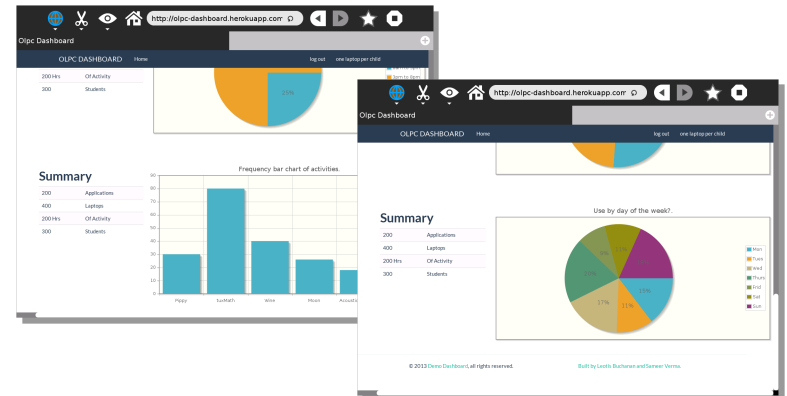 http://olpc-dashboard.herokuapp.com
Olpc Dashboard
OLPC DASHBOARD Home log out one laptop per child
200 Hrs Of Activity
300 Students
25%
Summary
200 Applications
400 Laptops
200 Hrs Of Activity
300 Students
Frequency bar chart of activities.
90
80
70
60
50
40
30
20
10
0
Pippy TuxMath Wine Moon
http://olpc-dashboard.herokuapp.com
Olpc Dashboard
OLPC DASHBOARD Home log out one laptop per child
Summary
200 Applications
400 Laptops
200 Hrs Of Activity
300 Students
Use by day of the week?.
15%
11%
17%
Mon
Tues
Wed
Thurs
Frid
Sat
Sun
© 2013 Demo Dashboard, all rights reserved.
Built by Leotis Buchanan and Sameer Verma.